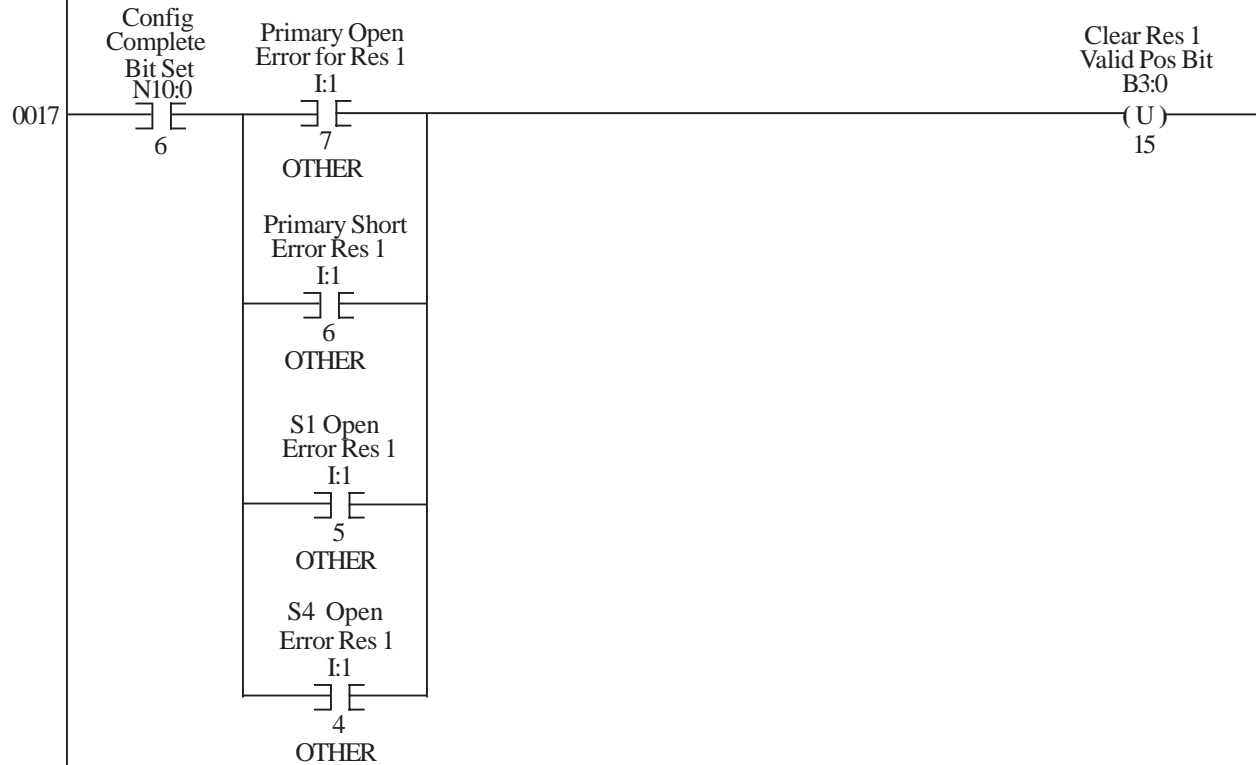 Config
Complete
Bit Set
N10:0
6
Primary Open
Error for Res 1
I:1
7
OTHER
Clear Res 1
Valid Pos Bit
B3:0
(U)
15
0017
Primary Short
Error Res 1
I:1
6
OTHER
S1 Open
Error Res 1
I:1
5
OTHER
S4 Open
Error Res 1
I:1
4
OTHER